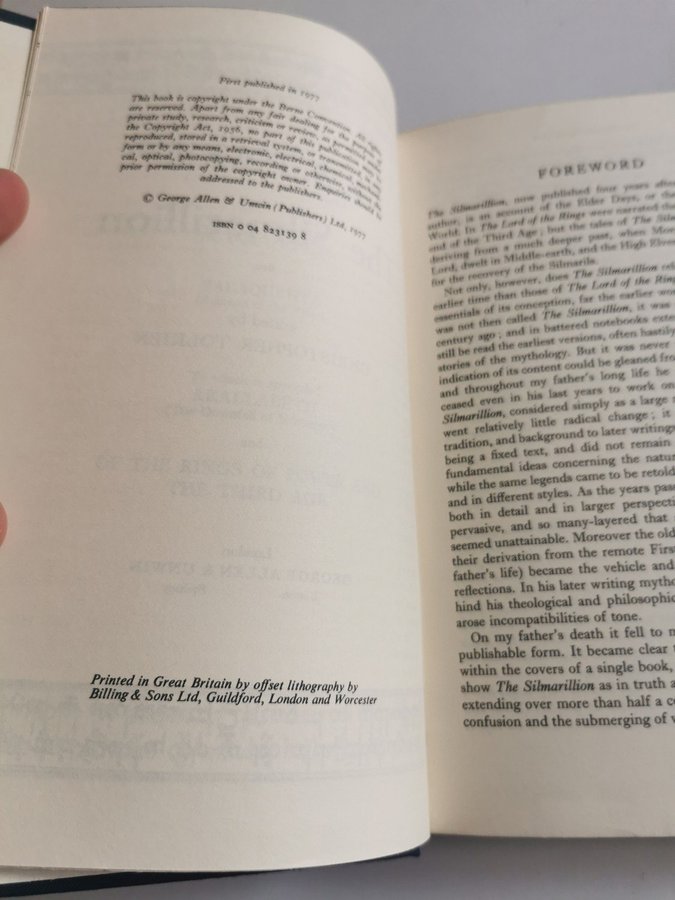 First published in 1977
This book is copyright under the Berne Convention. All rights
are reserved. Apart from any fair dealing for the purpose of
private study, research, criticism or review, as permitted under
the Copyright Act, 1956, no part of this publication may be
reproduced, stored in a retrieval system, or transmitted, in any
form or by any means, electronic, electrical, chemical, mechani-
cal, optical, photocopying, recording or otherwise, without the
prior permission of the copyright owner. Enquiries should be
addressed to the publishers.
© George Allen & Unwin (Publishers) Ltd, 1977
ISBN 0 04 823139 8
Printed in Great Britain by offset lithography by
Billing & Sons Ltd, Guildford, London and Worcester
FOREWORD
The Silmarillion, now published four years after
author, is an account of the Elder Days, or the
World. In The Lord of the Rings were narrated the
end of the Third Age; but the tales of The Silm
deriving from a much deeper past, when Mor
Lord, dwelt in Middle-earth, and the High Elves
for the recovery of the Silmarils.
Not only, however, does The Silmarillion rel
earlier time than those of The Lord of the Ring
essentials of its conception, far the earlier wor
was not then called The Silmarillion, it was
century ago; and in battered notebooks exte
still be read the earliest versions, often hastily
stories of the mythology. But it was never
indication of its content could be gleaned fro
and throughout my father's long life he
ceased even in his last years to work on
Silmarillion, considered simply as a large
went relatively little radical change; it
tradition, and background to later writings
being a fixed text, and did not remain
fundamental ideas concerning the natur
while the same legends came to be retold
and in different styles. As the years pass
both in detail and in larger perspecti
pervasive, and so many-layered that
seemed unattainable. Moreover the old
their derivation from the remote First
father's life) became the vehicle and
reflections. In his later writing mytho
hind his theological and philosophic
arose incompatibilities of tone.
On my father's death it fell to m
publishable form. It became clear t
within the covers of a single book,
show The Silmarillion as in truth a
extending over more than half a ce
confusion and the submerging of